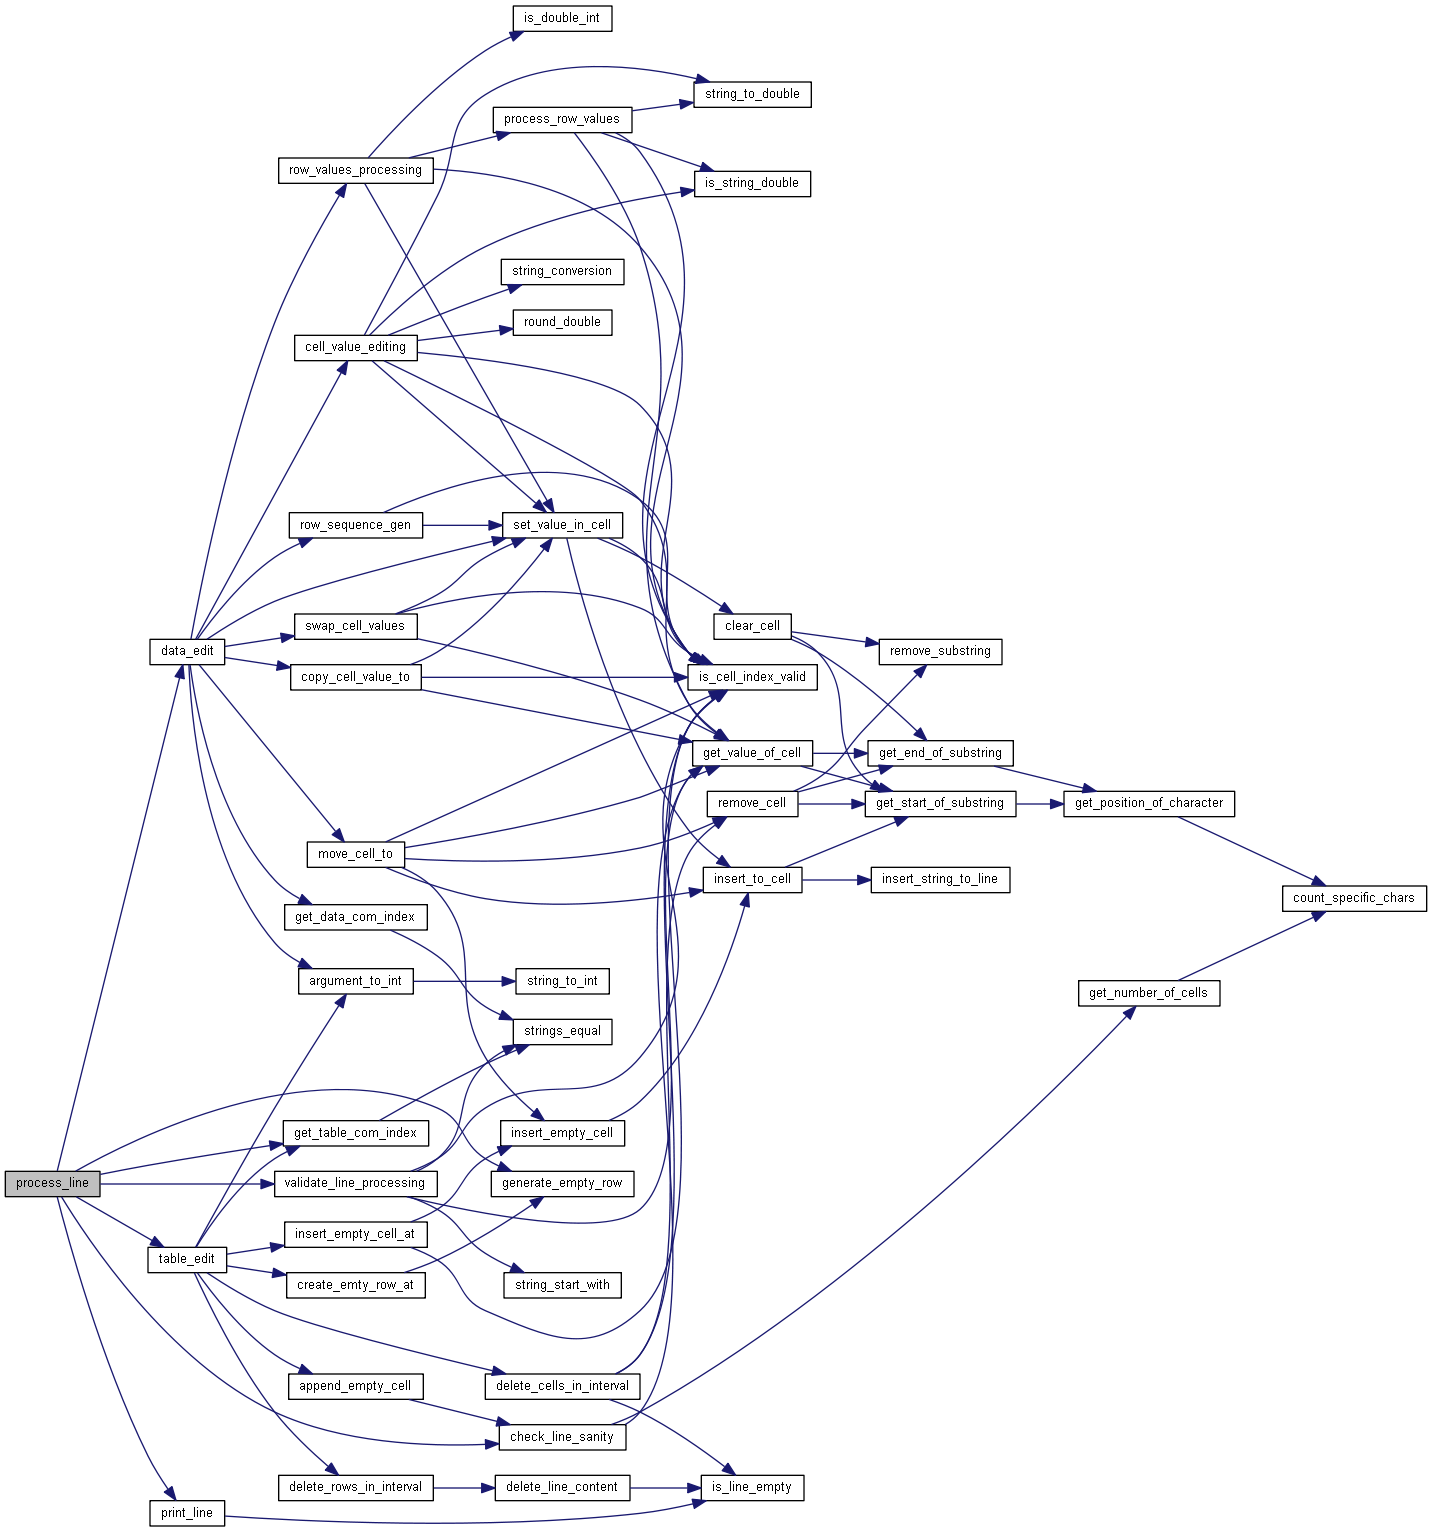 is_double_int
string_to_double
process_row_values
row_values_processing
is_string_double
string_conversion
round_double
cell_value_editing
row_sequence_gen
set_value_in_cell
swap_cell_values
clear_cell
data_edit
remove_substring
copy_cell_value_to
is_cell_index_valid
get_value_of_cell
get_end_of_substring
remove_cell
get_start_of_substring
get_position_of_character
move_cell_to
insert_to_cell
insert_string_to_line
count_specific_chars
get_data_com_index
argument_to_int
string_to_int
get_number_of_cells
strings_equal
get_table_com_index
insert_empty_cell
process_line
validate_line_processing
generate_empty_row
insert_empty_cell_at
table_edit
create_emty_row_at
string_start_with
append_empty_cell
delete_cells_in_interval
check_line_sanity
delete_rows_in_interval
delete_line_content
is_line_empty
print_line